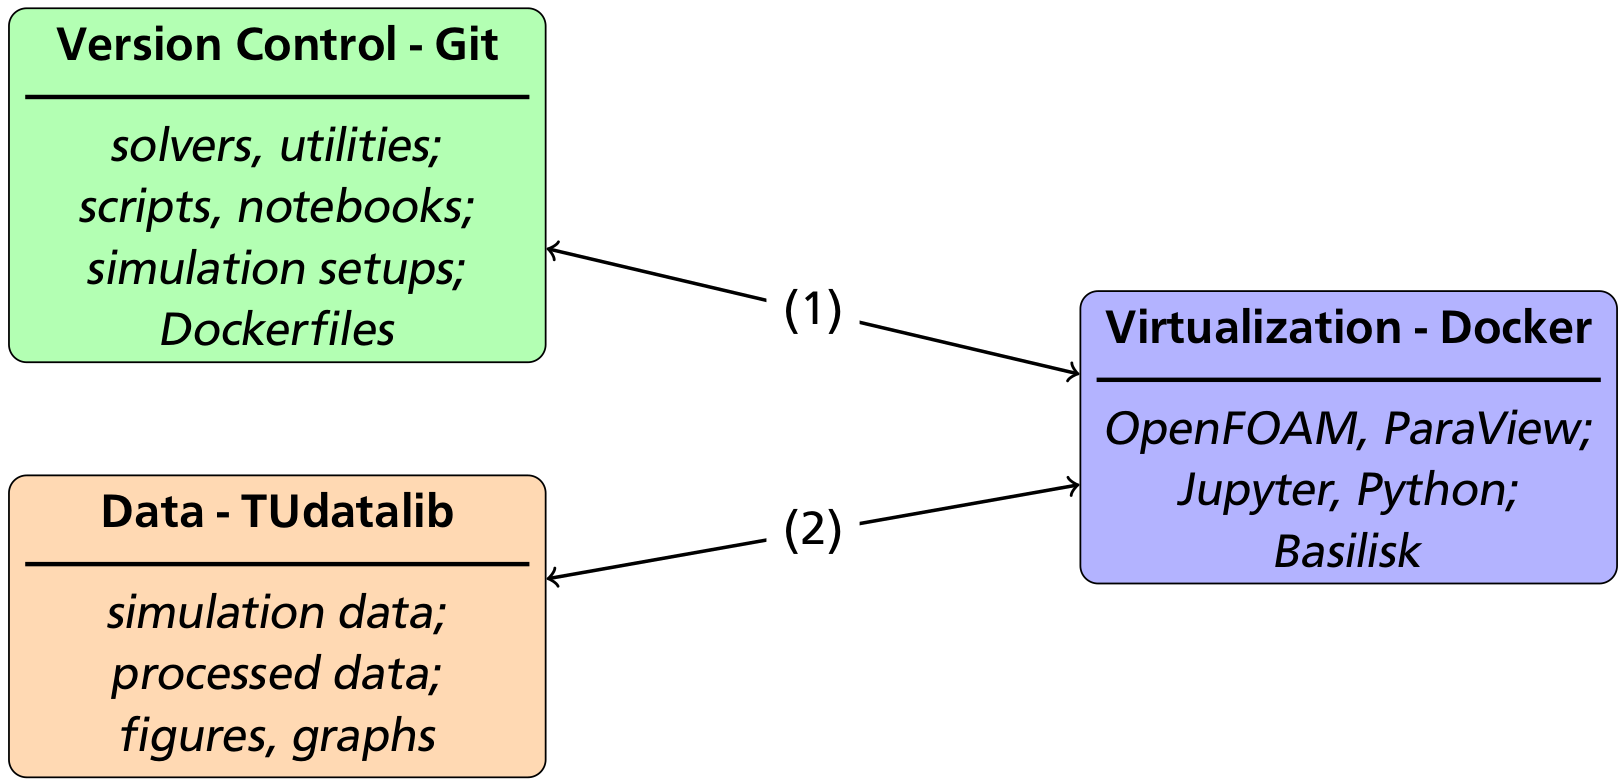 Version Control - Git
solvers, utilities;
scripts, notebooks;
simulation setups;
Dockerfiles
(1)
Virtualization - Docker
OpenFOAM, ParaView;
Jupyter, Python;
Basilisk
Data - TUdatalib
simulation data;
processed data;
figures, graphs
(2)